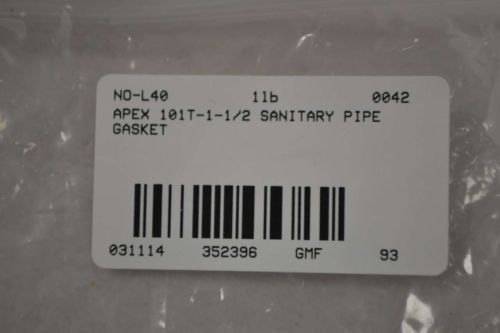 NO-L40 11b 0042
APEX 101T-1-1/2 SANITARY PIPE
GASKET
031114 352396 GMF 93